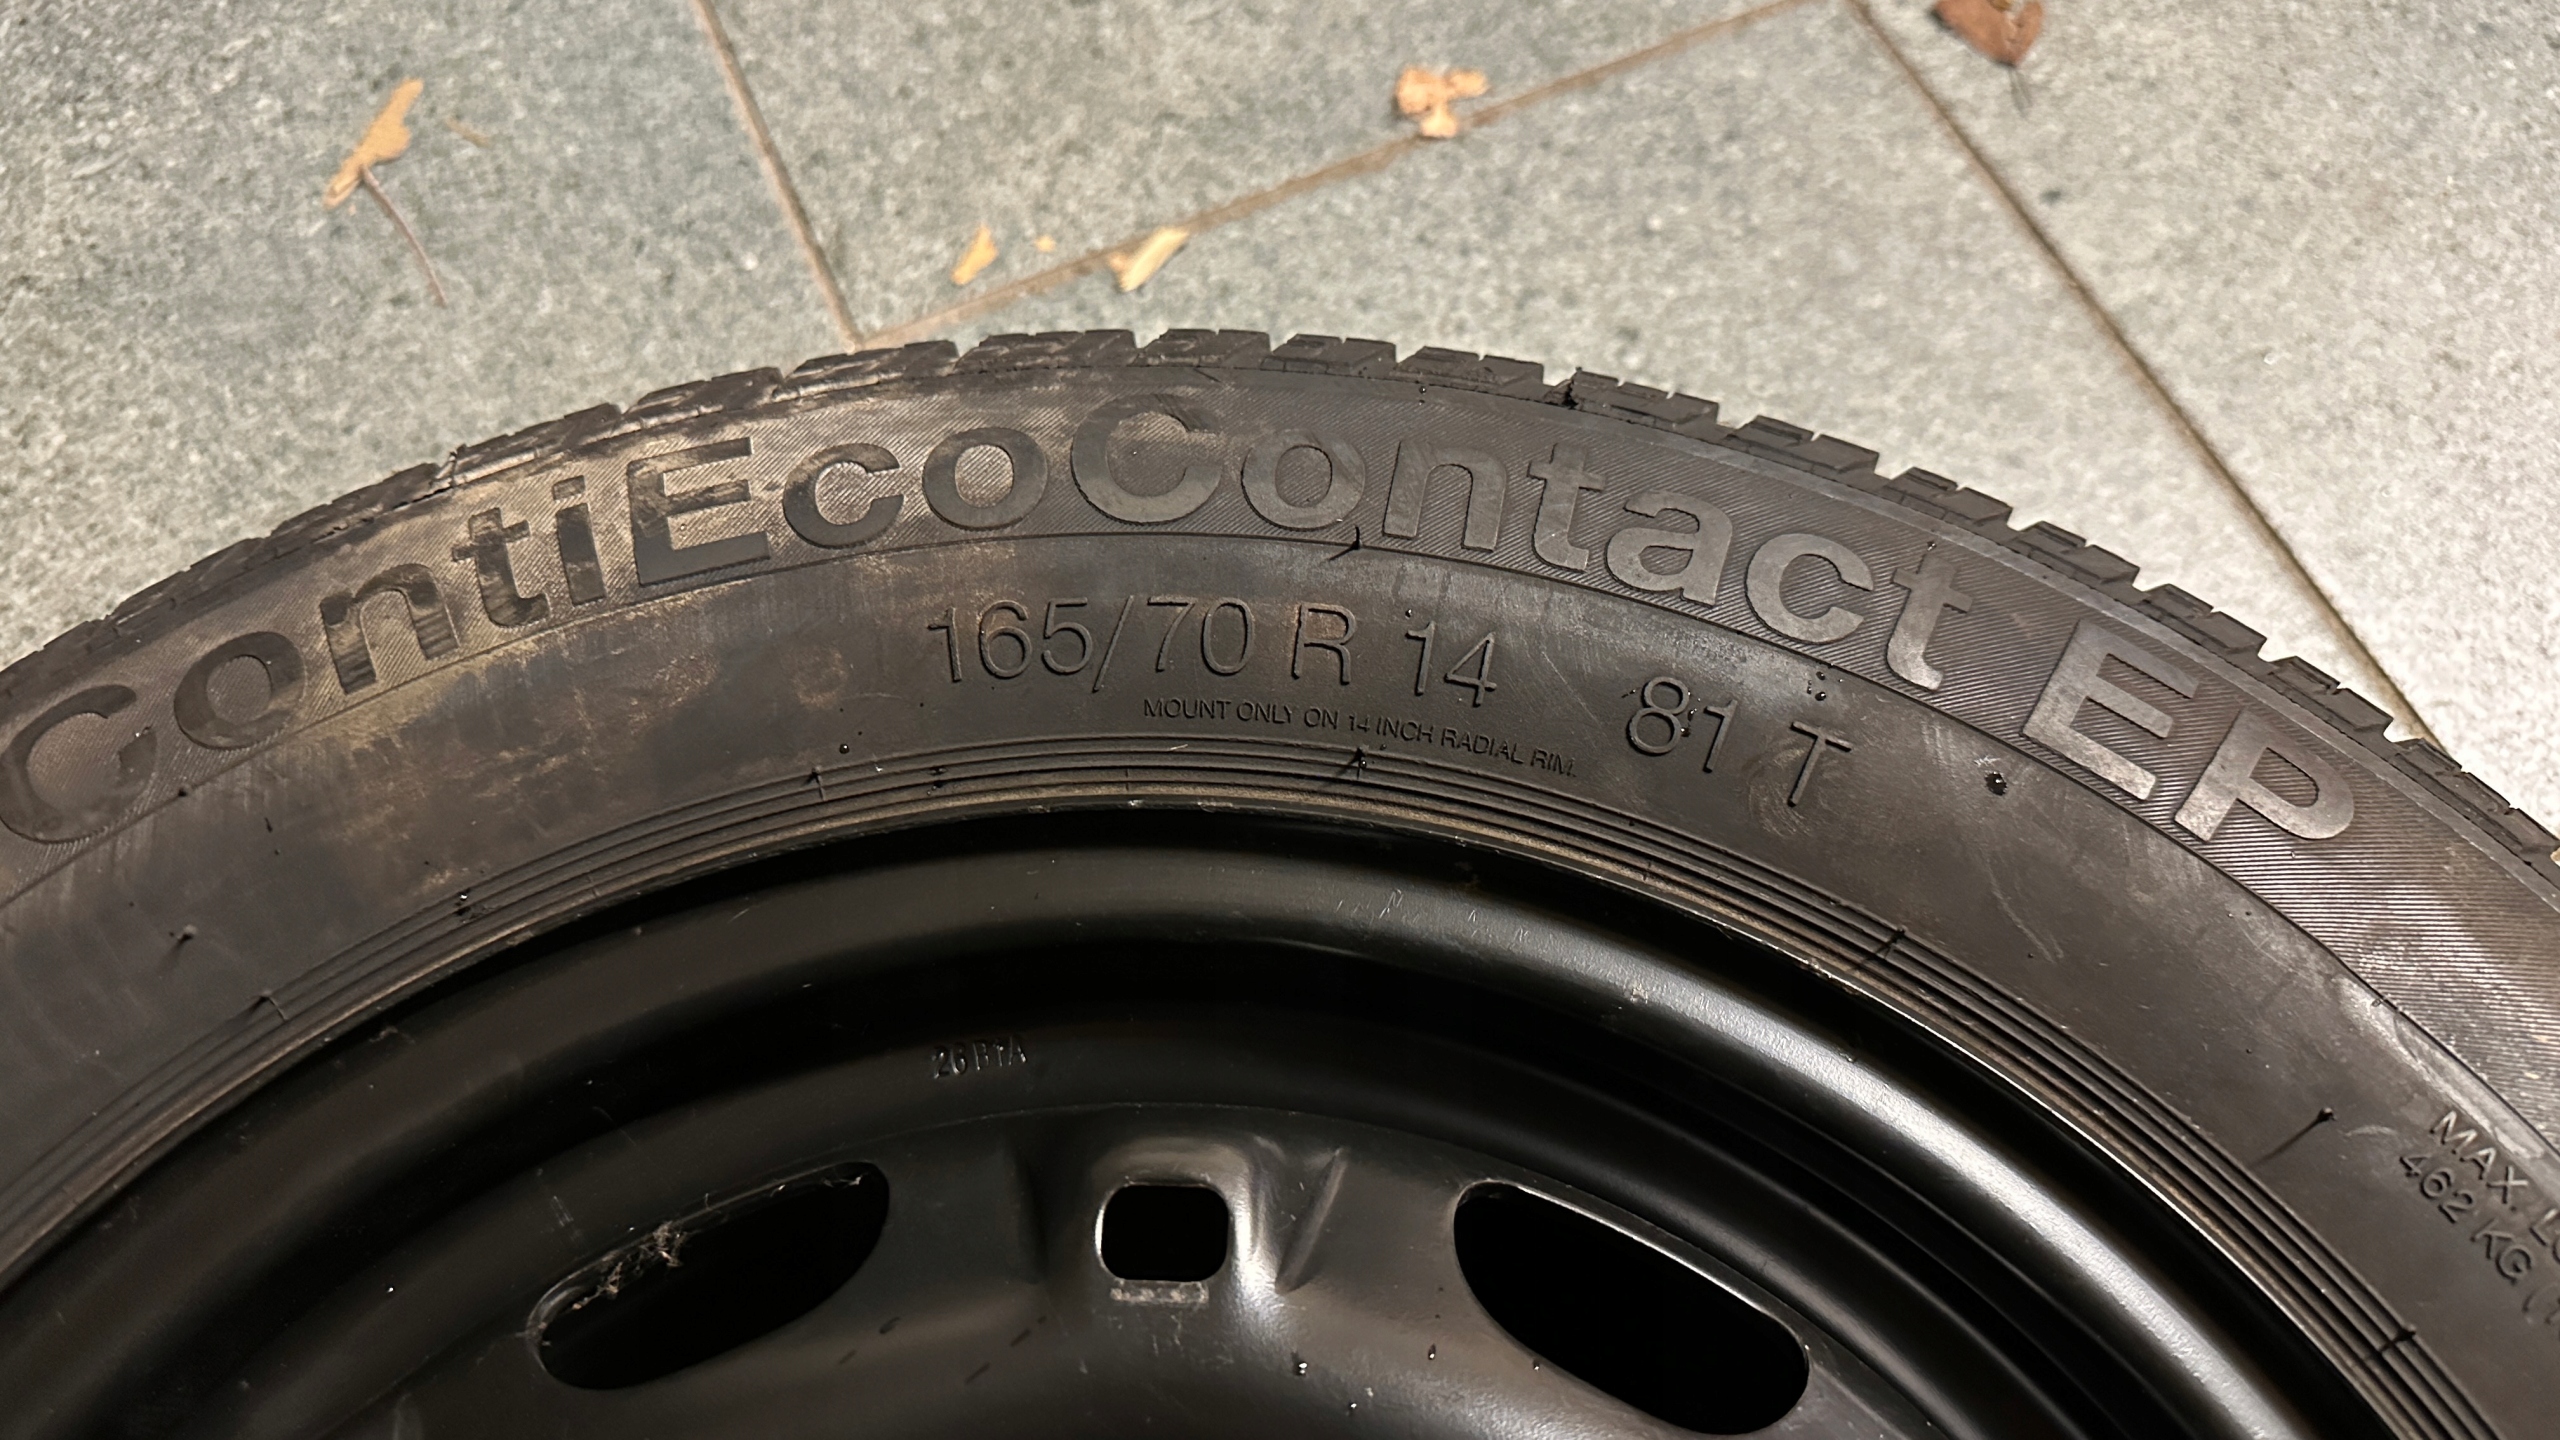 ContiEcoContact EP
165/70 R 14 81 T
MOUNT ONLY ON 14 INCH RADIAL RIM.
MAX.
462 KG